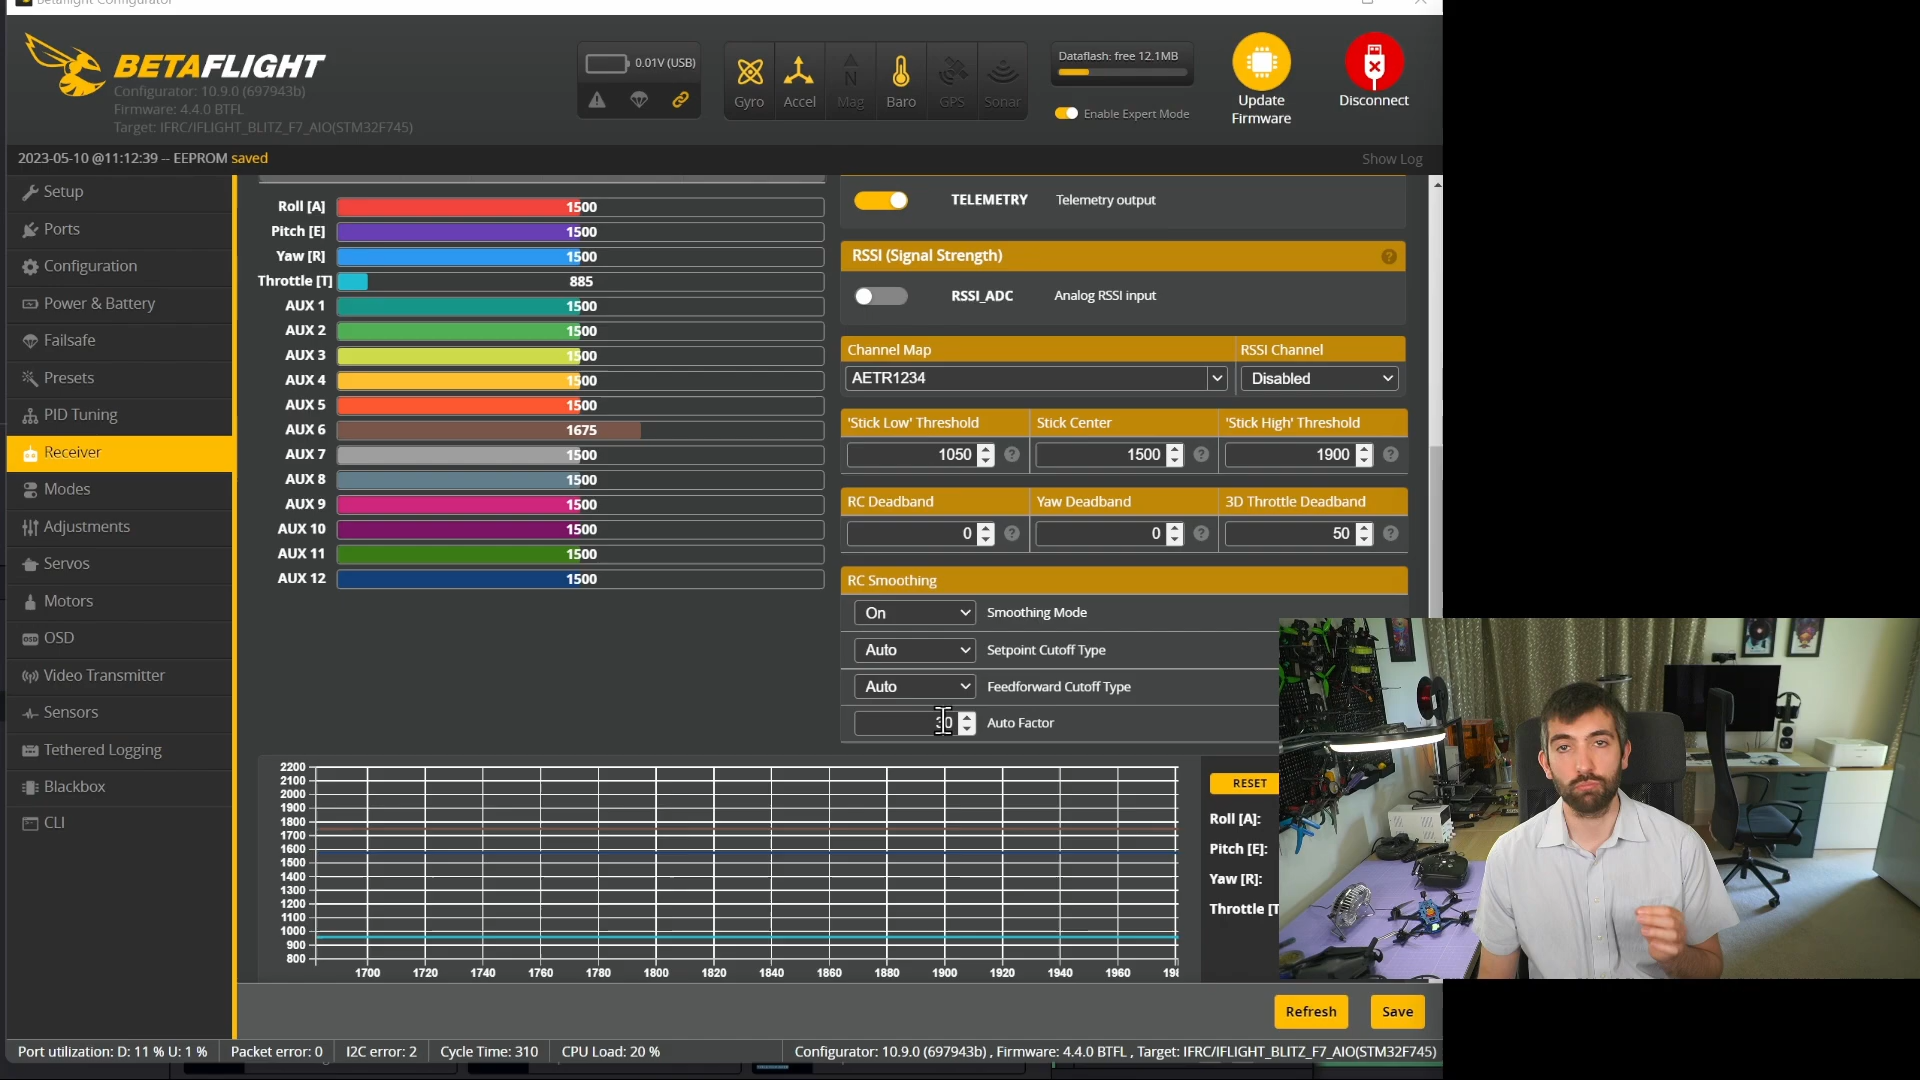 Betaflight Configurator
BETAFLIGHT
Configurator: 10.9.0 (697943b)
Firmware: 4.4.0 BTFL
Target: IFRC/IFLIGHT_BLITZ_F7_AIO(STM32F745)
0.01V (USB)
Gyro
Accel
Mag
Baro
GPS
Sonar
Dataflash: free 12.1MB
Enable Expert Mode
Update
Firmware
Disconnect
2023-05-10 @11:12:39 -- EEPROM saved
Show Log
Setup
Ports
Configuration
Power & Battery
Failsafe
Presets
PID Tuning
Receiver
Modes
Adjustments
Servos
Motors
OSD
Video Transmitter
Sensors
Tethered Logging
Blackbox
CLI
Roll [A] 1500
Pitch [E] 1500
Yaw [R] 1500
Throttle [T] 885
AUX 1 1500
AUX 2 1500
AUX 3 1500
AUX 4 1500
AUX 5 1500
AUX 6 1675
AUX 7 1500
AUX 8 1500
AUX 9 1500
AUX 10 1500
AUX 11 1500
AUX 12 1500
TELEMETRY Telemetry output
RSSI (Signal Strength)
RSSI_ADC Analog RSSI input
Channel Map RSSI Channel
AETR1234 Disabled
'Stick Low' Threshold Stick Center 'Stick High' Threshold
1050 1500 1900
RC Deadband Yaw Deadband 3D Throttle Deadband
0 0 50
RC Smoothing
On Smoothing Mode
Auto Setpoint Cutoff Type
Auto Feedforward Cutoff Type
Auto Factor
2200
2100
2000
1900
1800
1700
1600
1500
1400
1300
1200
1100
1000
900
800
1700 1720 1740 1760 1780 1800 1820 1840 1860 1880 1900 1920 1940 1960 198
RESET
Roll [A]:
Pitch [E]:
Yaw [R]:
Throttle [T
Refresh
Save
Port utilization: D: 11 % U: 1 % Packet error: 0 I2C error: 2 Cycle Time: 310 CPU Load: 20 % Configurator: 10.9.0 (697943b) , Firmware: 4.4.0 BTFL , Target: IFRC/IFLIGHT_BLITZ_F7_AIO(STM32F745)